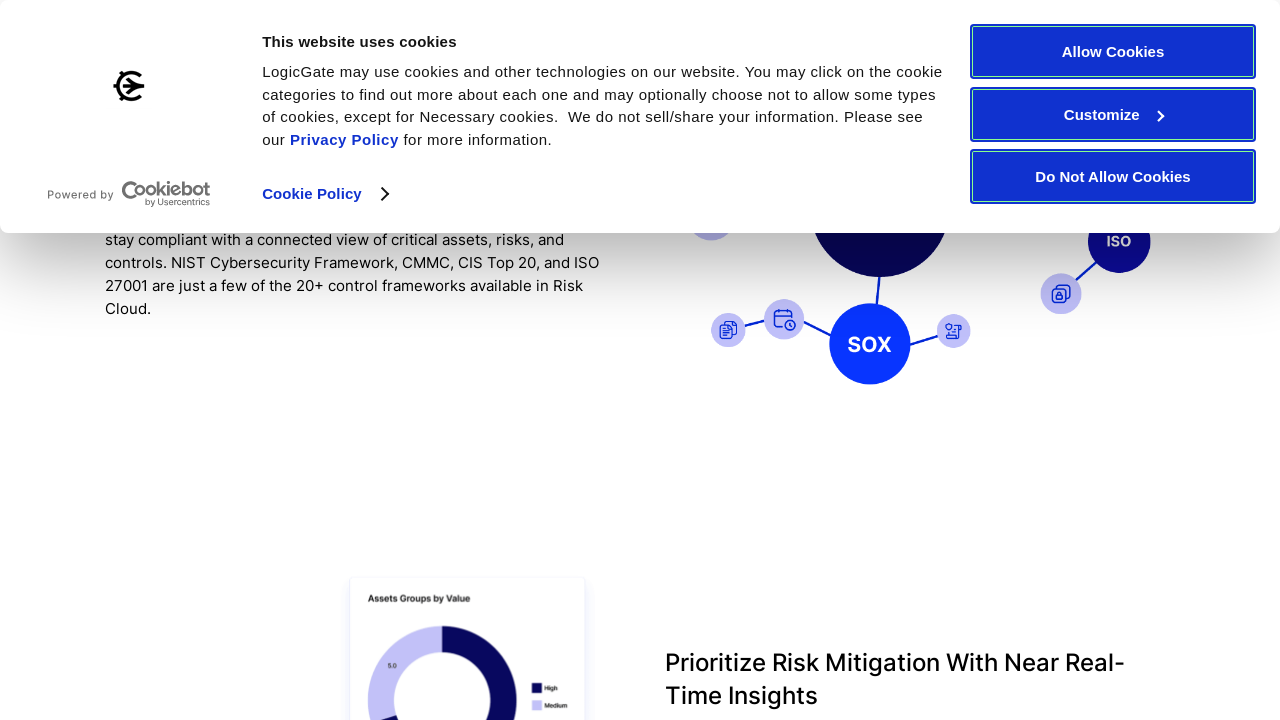 This website uses cookies
LogicGate may use cookies and other technologies on our website. You may click on the cookie
categories to find out more about each one and may optionally choose not to allow some types
of cookies, except for Necessary cookies.  We do not sell/share your information. Please see
our Privacy Policy for more information.
Cookie Policy
Powered by Cookiebot
by Usercentrics
Allow Cookies
Customize
Do Not Allow Cookies
stay compliant with a connected view of critical assets, risks, and
controls. NIST Cybersecurity Framework, CMMC, CIS Top 20, and ISO
27001 are just a few of the 20+ control frameworks available in Risk
Cloud.
ISO
SOX
Assets Groups by Value
5.0
High
Medium
Prioritize Risk Mitigation With Near Real-
Time Insights